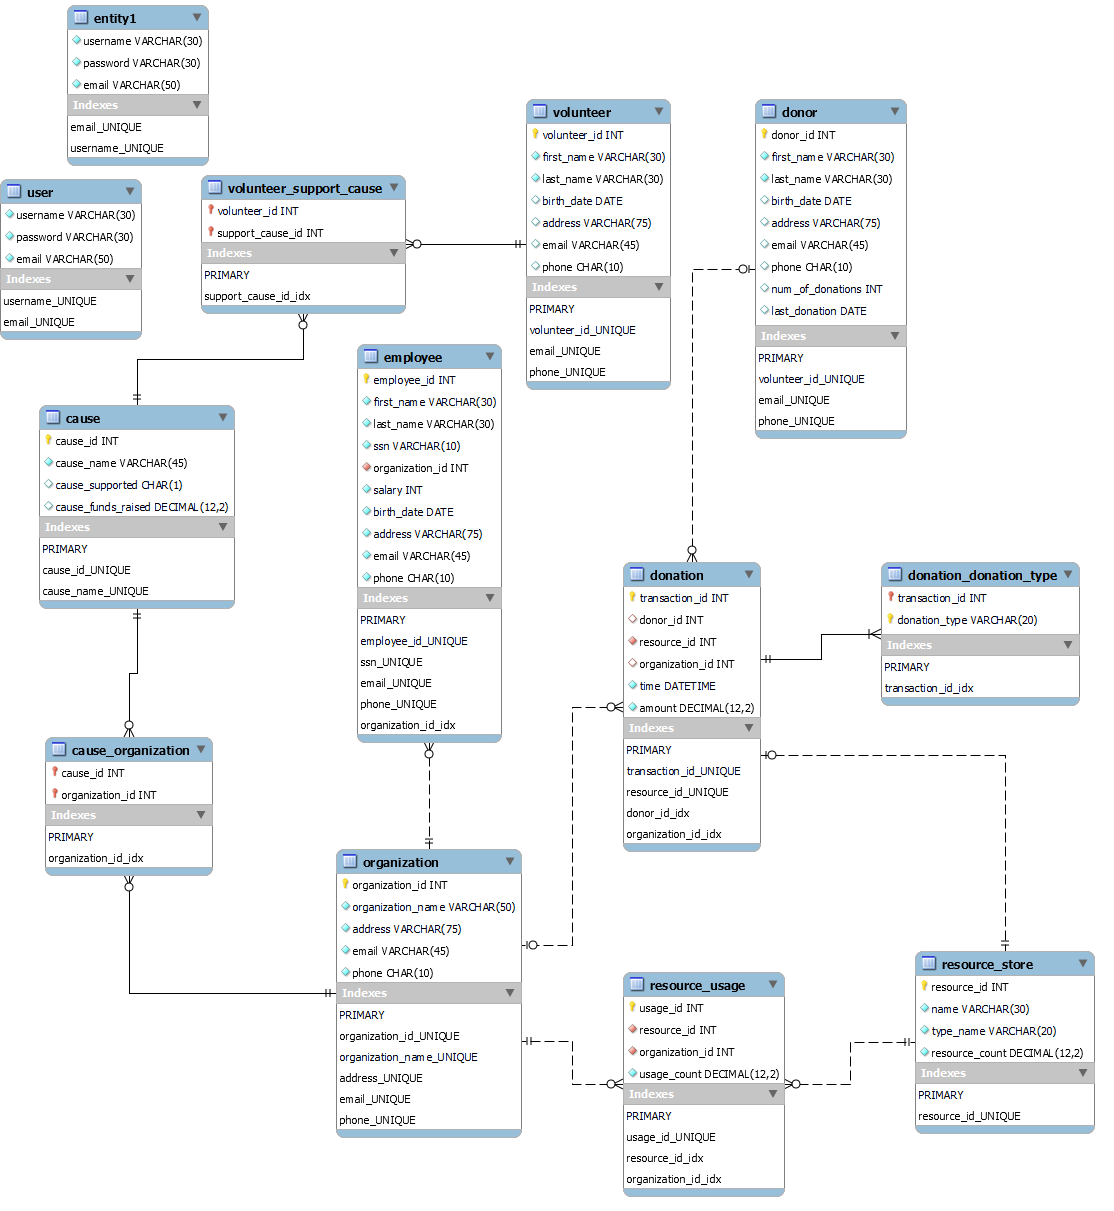 entity1
username VARCHAR(30)
password VARCHAR(30)
email VARCHAR(50)
Indexes
email_UNIQUE
username_UNIQUE
user
username VARCHAR(30)
password VARCHAR(30)
email VARCHAR(50)
Indexes
username_UNIQUE
email_UNIQUE
volunteer_support_cause
volunteer_id INT
support_cause_id INT
Indexes
PRIMARY
support_cause_id_idx
volunteer
volunteer_id INT
first_name VARCHAR(30)
last_name VARCHAR(30)
birth_date DATE
address VARCHAR(75)
email VARCHAR(45)
phone CHAR(10)
Indexes
PRIMARY
volunteer_id_UNIQUE
email_UNIQUE
phone_UNIQUE
donor
donor_id INT
first_name VARCHAR(30)
last_name VARCHAR(30)
birth_date DATE
address VARCHAR(75)
email VARCHAR(45)
phone CHAR(10)
num_of_donations INT
last_donation DATE
Indexes
PRIMARY
volunteer_id_UNIQUE
email_UNIQUE
phone_UNIQUE
employee
employee_id INT
first_name VARCHAR(30)
last_name VARCHAR(30)
ssn VARCHAR(10)
organization_id INT
salary INT
birth_date DATE
address VARCHAR(75)
email VARCHAR(45)
phone CHAR(10)
Indexes
PRIMARY
employee_id_UNIQUE
ssn_UNIQUE
email_UNIQUE
phone_UNIQUE
organization_id_idx
cause
cause_id INT
cause_name VARCHAR(45)
cause_supported CHAR(1)
cause_funds_raised DECIMAL(12,2)
Indexes
PRIMARY
cause_id_UNIQUE
cause_name_UNIQUE
donation
transaction_id INT
donor_id INT
resource_id INT
organization_id INT
time DATETIME
amount DECIMAL(12,2)
Indexes
PRIMARY
transaction_id_UNIQUE
resource_id_UNIQUE
donor_id_idx
organization_id_idx
donation_donation_type
transaction_id INT
donation_type VARCHAR(20)
Indexes
PRIMARY
transaction_id_idx
cause_organization
cause_id INT
organization_id INT
Indexes
PRIMARY
organization_id_idx
organization
organization_id INT
organization_name VARCHAR(50)
address VARCHAR(75)
email VARCHAR(45)
phone CHAR(10)
Indexes
PRIMARY
organization_id_UNIQUE
organization_name_UNIQUE
address_UNIQUE
email_UNIQUE
phone_UNIQUE
resource_usage
usage_id INT
resource_id INT
organization_id INT
usage_count DECIMAL(12,2)
Indexes
PRIMARY
usage_id_UNIQUE
resource_id_idx
organization_id_idx
resource_store
resource_id INT
name VARCHAR(30)
type_name VARCHAR(20)
resource_count DECIMAL(12,2)
Indexes
PRIMARY
resource_id_UNIQUE